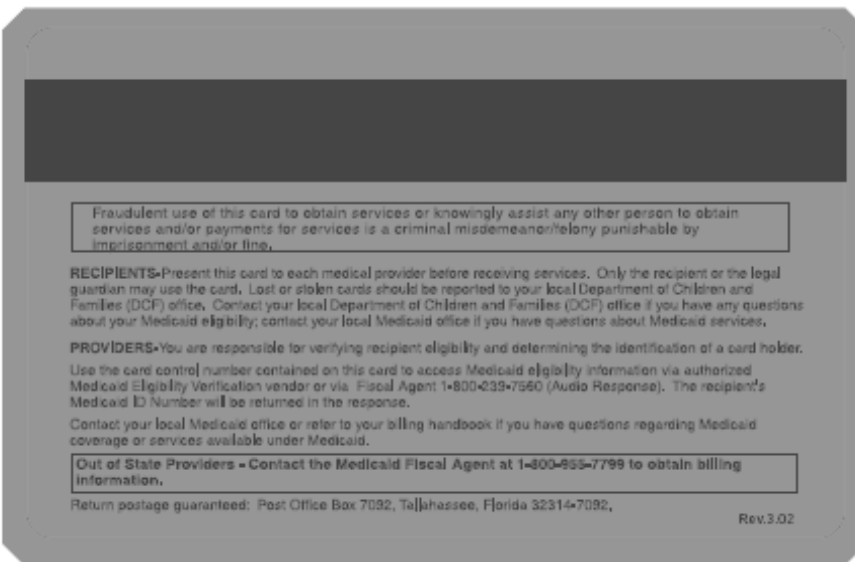 Fraudulent use of this card to obtain services or knowingly assist any other person to obtain
services and/or payments for services is a criminal misdemeanor/felony punishable by
imprisonment and/or fine.
RECIPIENTS-Present this card to each medical provider before receiving services. Only the recipient or the legal
guardian may use the card. Lost or stolen cards should be reported to your local Department of Children and
Families (DCF) office. Contact your local Department of Children and Families (DCF) office if you have any questions
about your Medicaid eligibility; contact your local Medicaid office if you have questions about Medicaid services.
PROVIDERS-You are responsible for verifying recipient eligibility and determining the identification of a card holder.
Use the card control number contained on this card to access Medicaid eligibility information via authorized
Medicaid Eligibility Verification vendor or via Fiscal Agent 1-800-239-7560 (Audio Response). The recipient's
Medicaid ID Number will be returned in the response.
Contact your local Medicaid office or refer to your billing handbook if you have questions regarding Medicaid
coverage or services available under Medicaid.
Out of State Providers - Contact the Medicaid Fiscal Agent at 1-800-955-7799 to obtain billing
information.
Return postage guaranteed: Post Office Box 7092, Tallahassee, Florida 32314-7092.
Rev.3.02